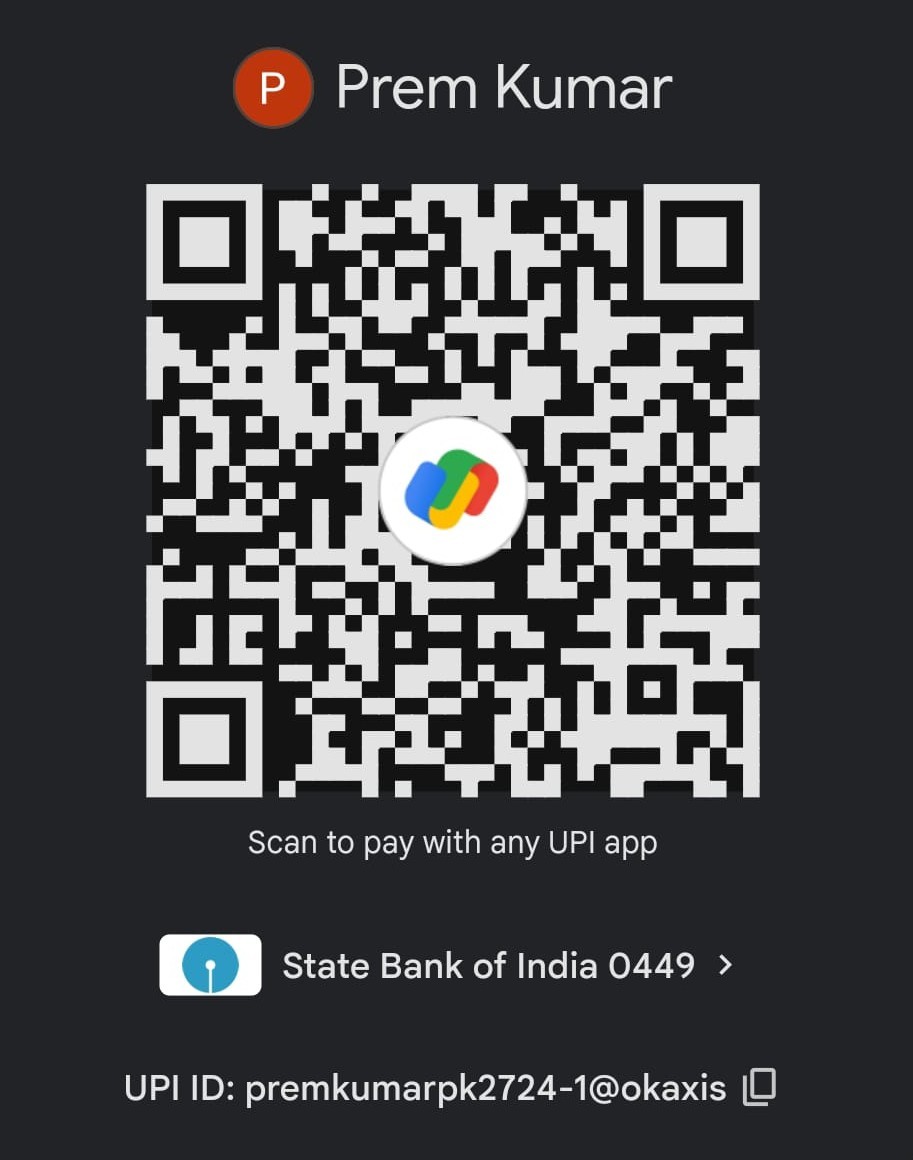 P Prem Kumar
Scan to pay with any UPI app
State Bank of India 0449
UPI ID: premkumarpk2724-1@okaxis